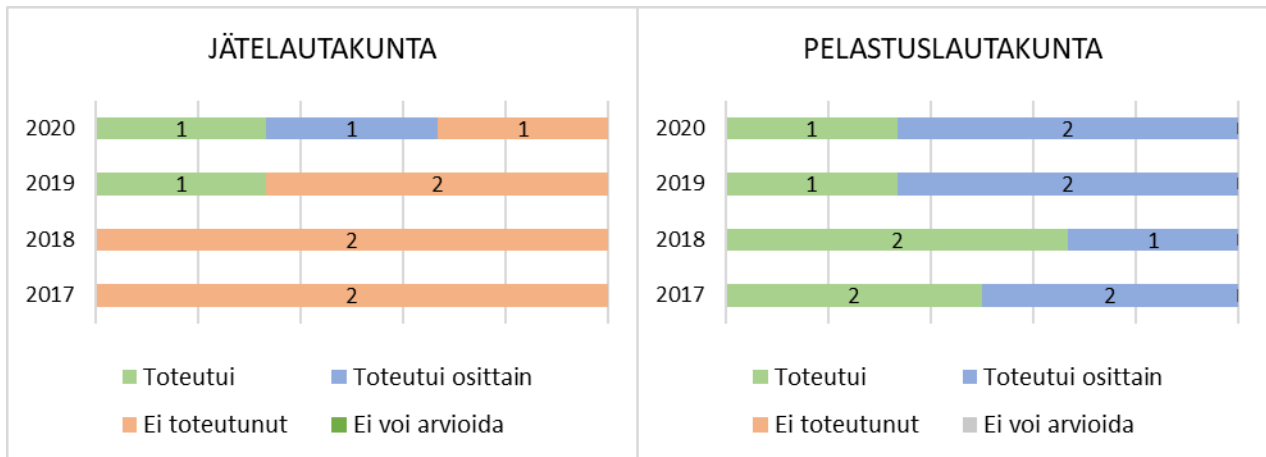 JÄTELAUTAKUNTA
2020 1 1 1
2019 1 2
2018 2
2017 2
Toteutui Toteutui osittain
Ei toteutunut Ei voi arvioida
PELASTUSLAUTAKUNTA
2020 1 2
2019 1 2
2018 2 1
2017 2 2
Toteutui Toteutui osittain
Ei toteutunut Ei voi arvioida